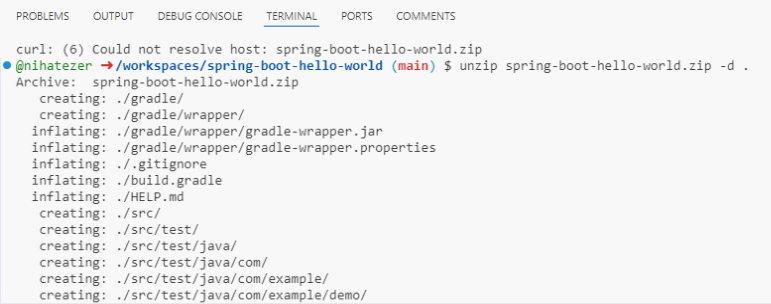 PROBLEMS OUTPUT DEBUG CONSOLE TERMINAL PORTS COMMENTS
curl: (6) Could not resolve host: spring-boot-hello-world.zip
@nihatezer ➜/workspaces/spring-boot-hello-world (main) $ unzip spring-boot-hello-world.zip -d .
Archive:  spring-boot-hello-world.zip
   creating: ./gradle/
   creating: ./gradle/wrapper/
  inflating: ./gradle/wrapper/gradle-wrapper.jar
  inflating: ./gradle/wrapper/gradle-wrapper.properties
  inflating: ./.gitignore
  inflating: ./build.gradle
  inflating: ./HELP.md
   creating: ./src/
   creating: ./src/test/
   creating: ./src/test/java/
   creating: ./src/test/java/com/
   creating: ./src/test/java/com/example/
   creating: ./src/test/java/com/example/demo/